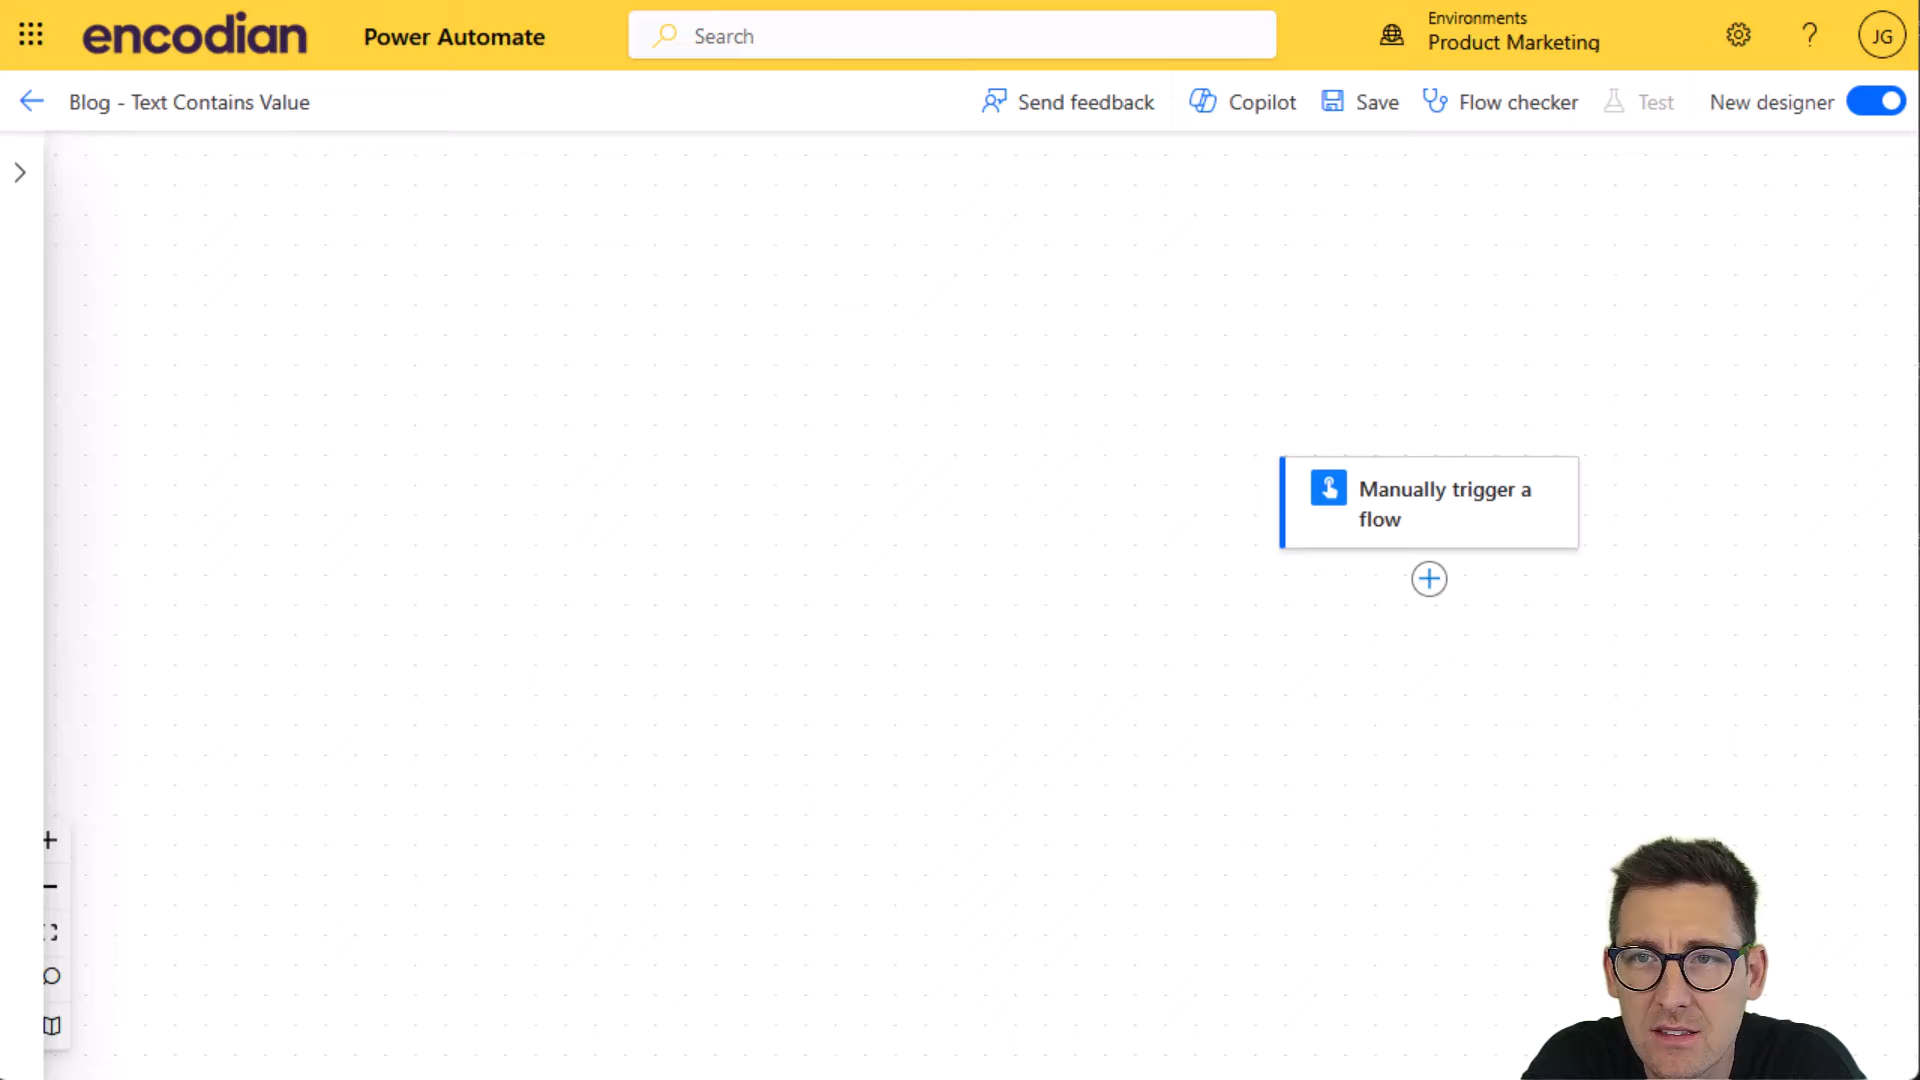 encodian
Power Automate
Search
Environments
Product Marketing
JG
Blog - Text Contains Value
Send feedback
Copilot
Save
Flow checker
Test
New designer
Manually trigger a
flow